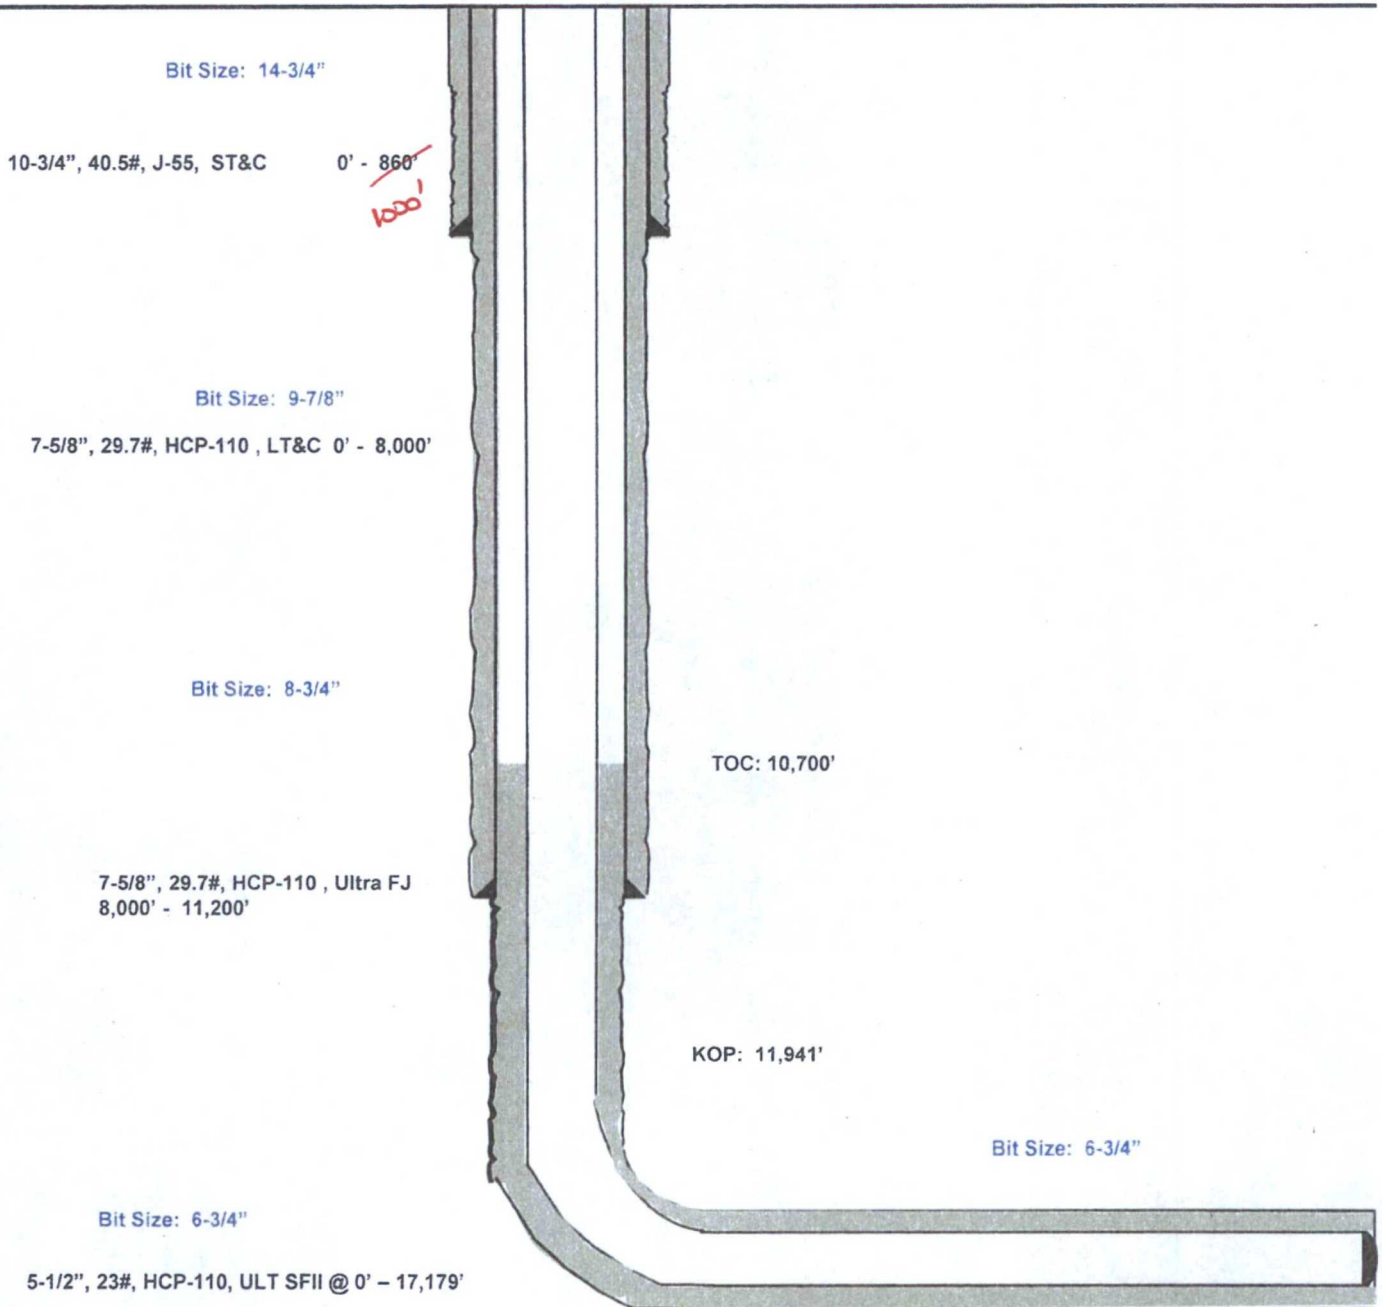 Bit Size: 14-3/4”
10-3/4”, 40.5#, J-55, ST&C 0’ - 860’
1000'
Bit Size: 9-7/8”
7-5/8”, 29.7#, HCP-110 , LT&C 0’ - 8,000’
Bit Size: 8-3/4”
TOC: 10,700’
7-5/8”, 29.7#, HCP-110 , Ultra FJ
8,000’ - 11,200’
KOP: 11,941’
Bit Size: 6-3/4”
Bit Size: 6-3/4”
5-1/2”, 23#, HCP-110, ULT SFII @ 0’ – 17,179’